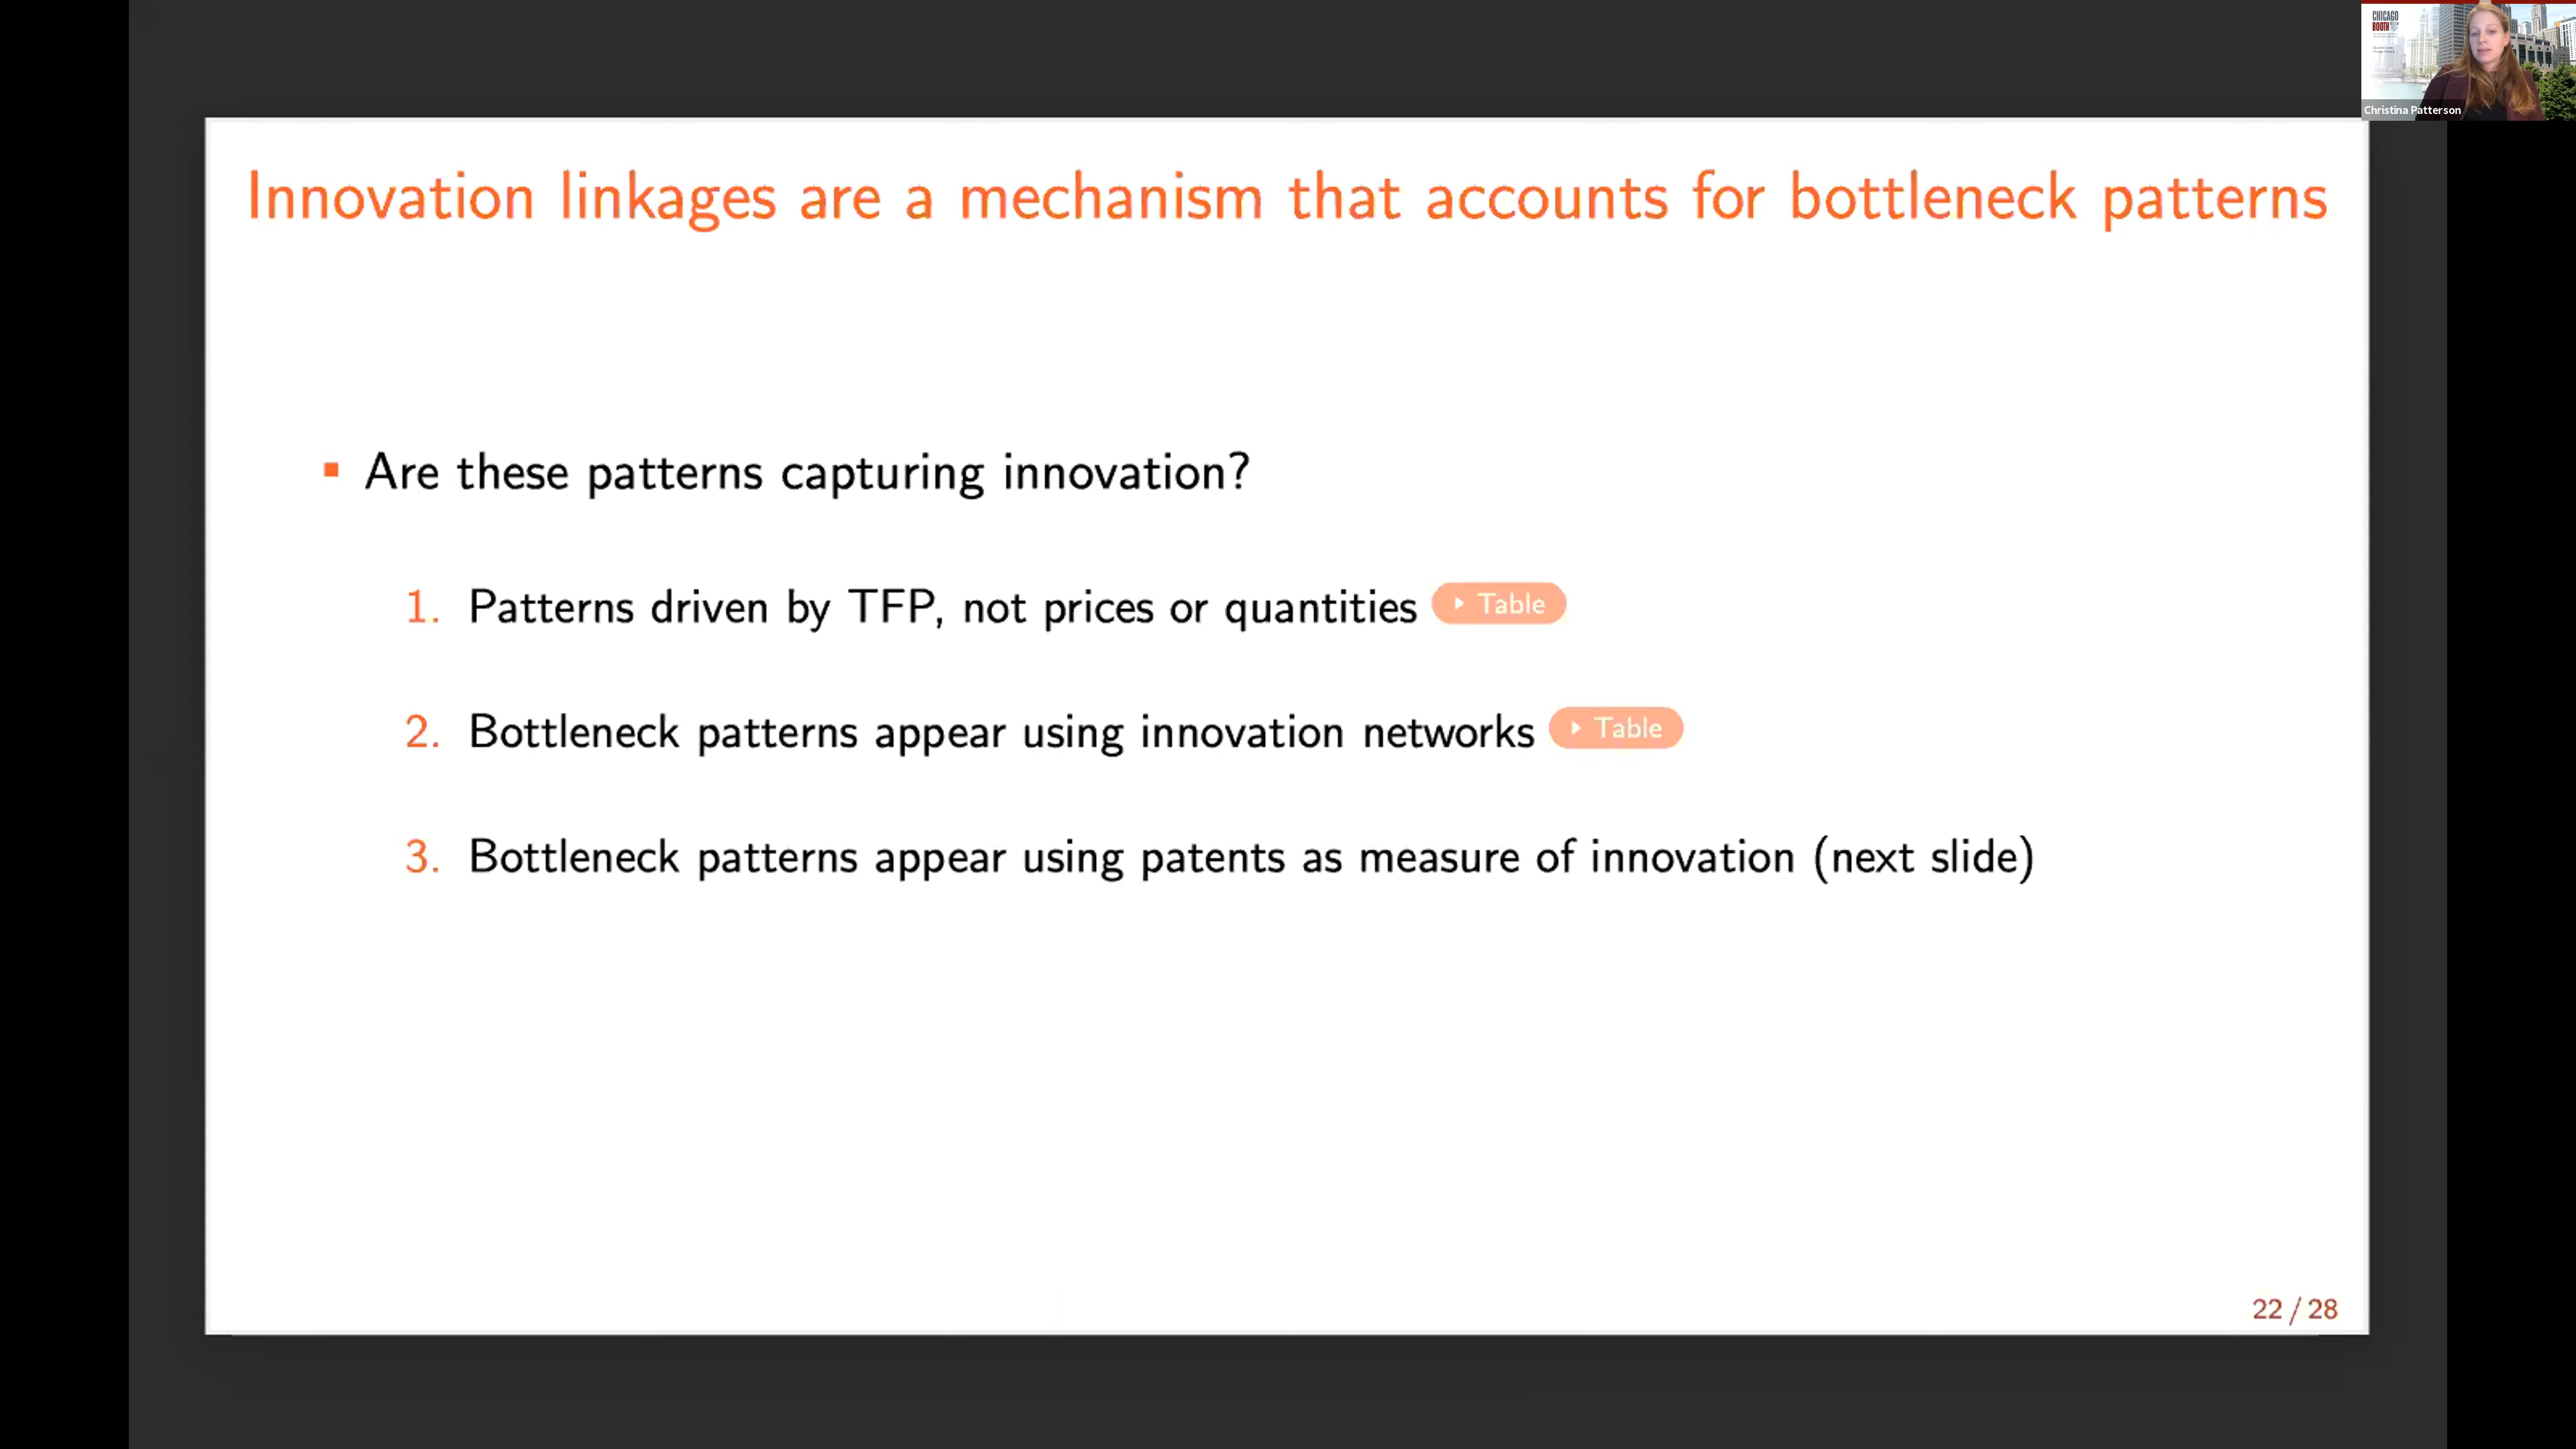 CHICAGO
BOOTH
Christina Patterson
Innovation linkages are a mechanism that accounts for bottleneck patterns
Are these patterns capturing innovation?
1. Patterns driven by TFP, not prices or quantities Table
2. Bottleneck patterns appear using innovation networks Table
3. Bottleneck patterns appear using patents as measure of innovation (next slide)
22 / 28